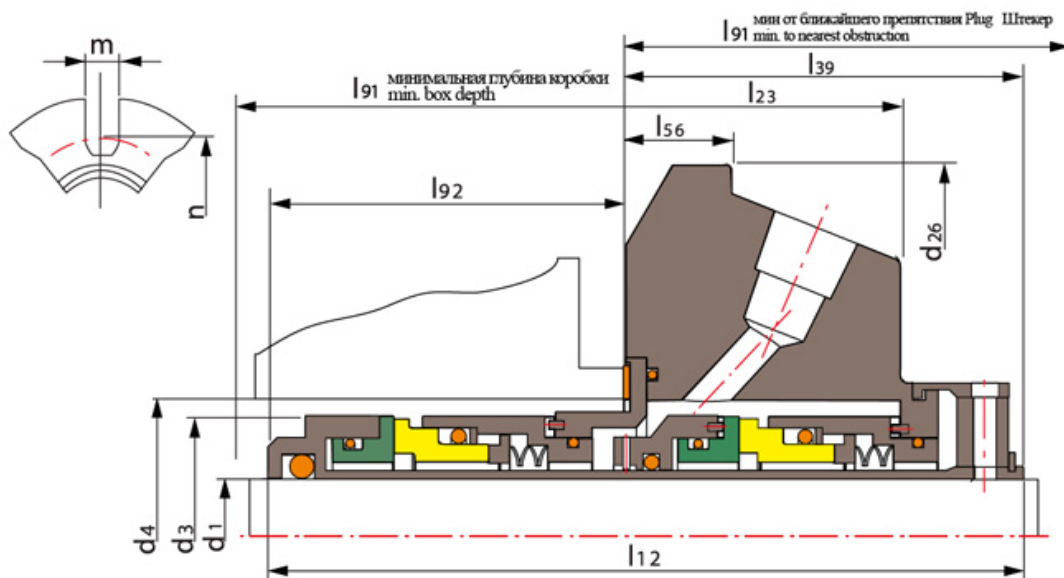 m
n
l91 мин от ближайшего препятствия Plug Штекер
min. to nearest obstruction
l39
l91 минимальная глубина коробки
min. box depth
l23
l56
l92
d26
d4
d3
d1
l12